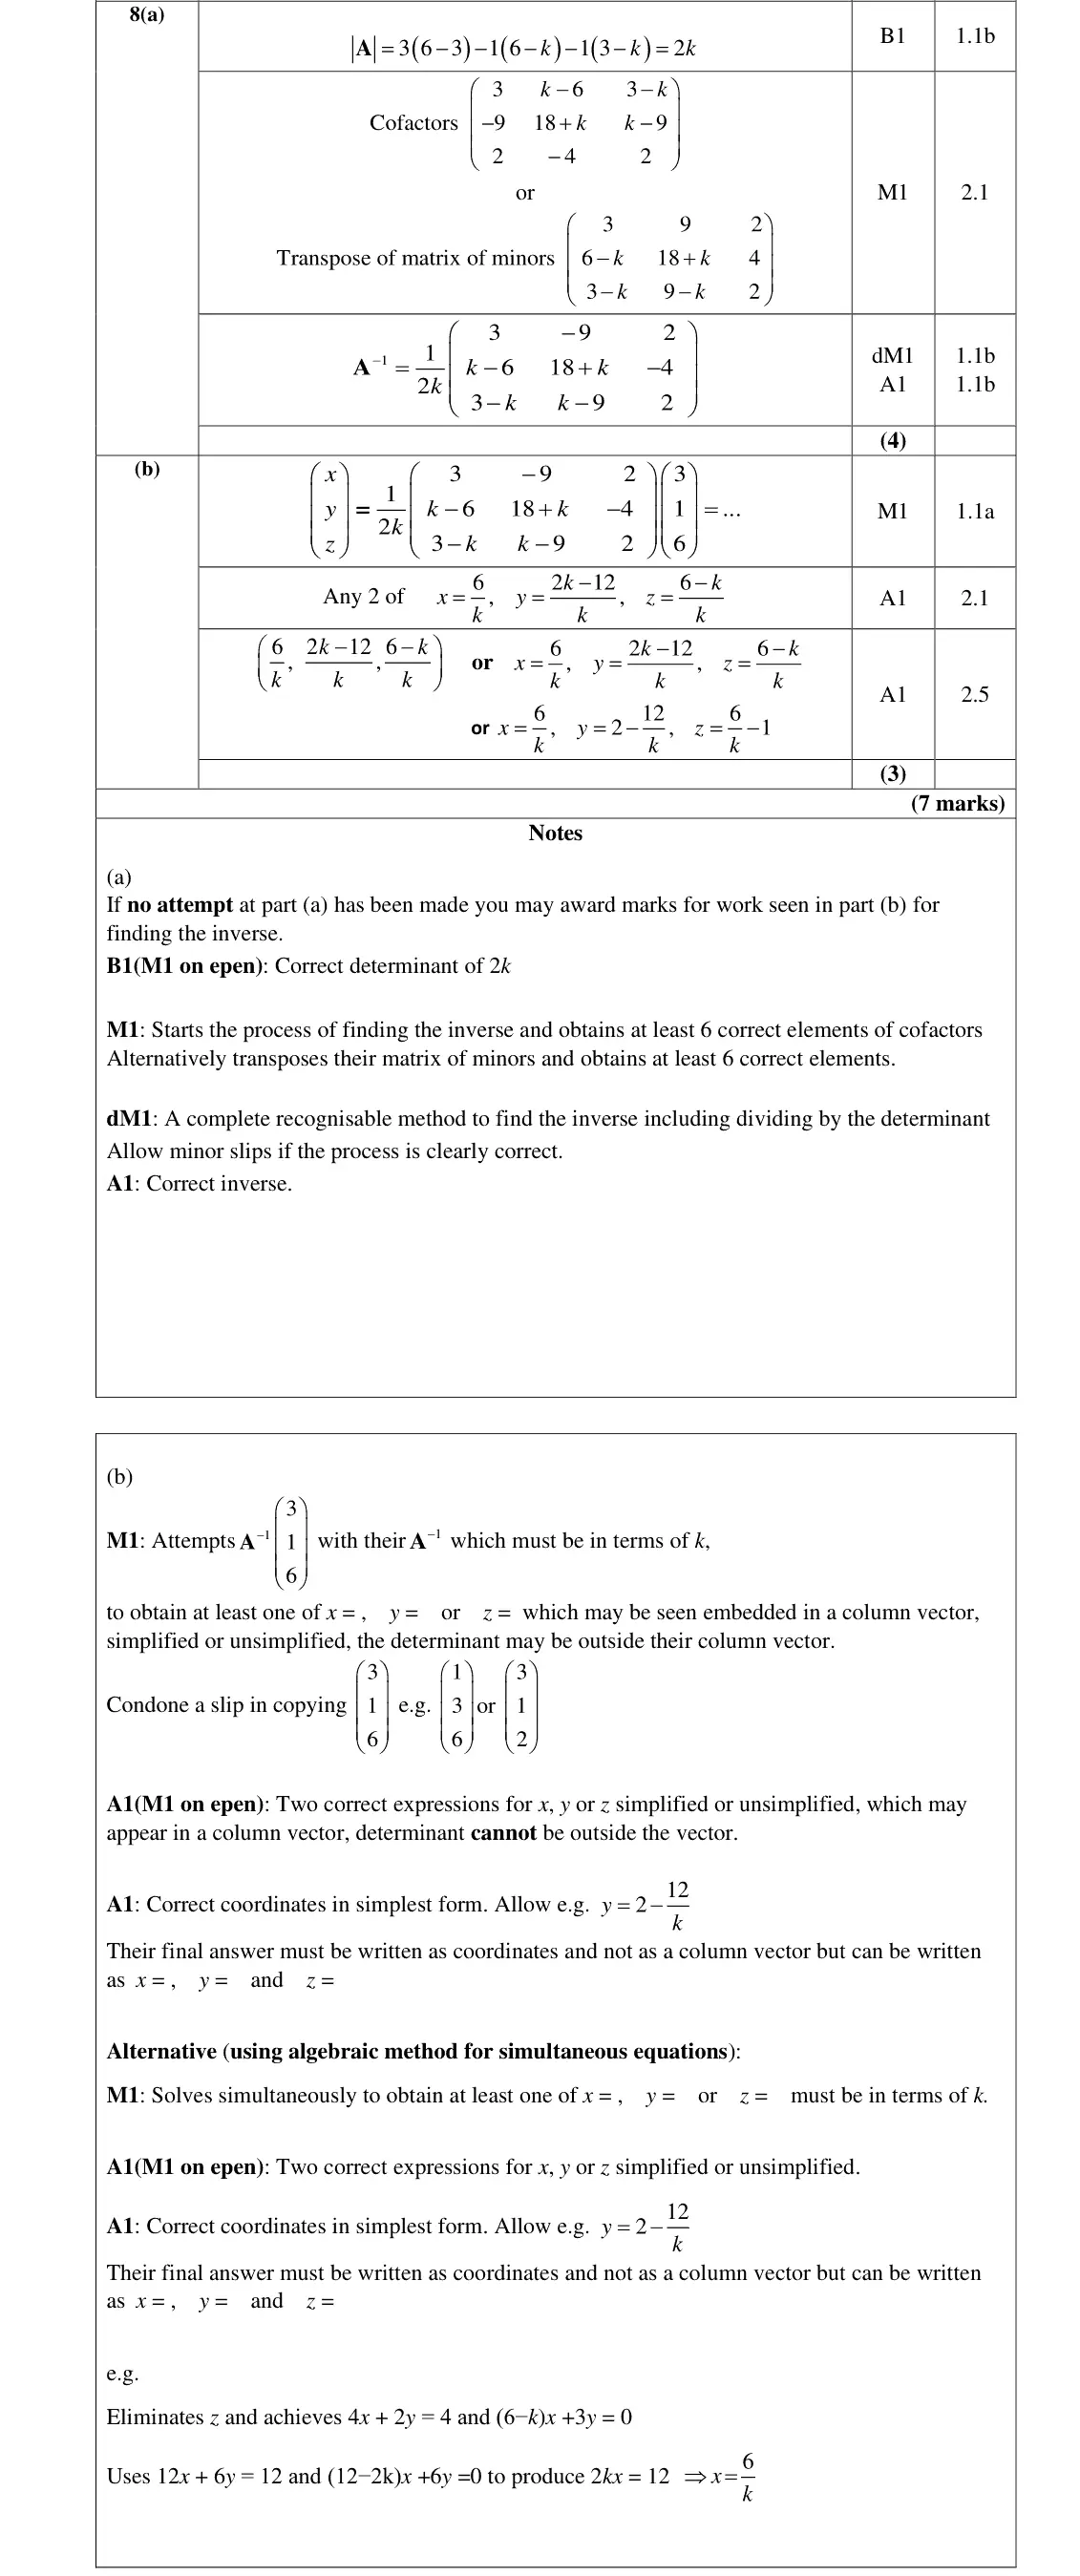 8(a)
|A| = 3(6−3)−1(6−k)−1(3−k) = 2k B1 1.1b
Cofactors
( 3 k−6 3−k )
( −9 18+k k−9 )
( 2 −4 2 )
or M1 2.1
Transpose of matrix of minors
( 3 9 2 )
( 6−k 18+k 4 )
( 3−k 9−k 2 )
A⁻¹ = 1/2k
( 3 −9 2 )
( k−6 18+k −4 )
( 3−k k−9 2 )
dM1 1.1b
A1 1.1b
(4)
(b)
( x )
( y )
( z )
= 1/2k
( 3 −9 2 )
( k−6 18+k −4 )
( 3−k k−9 2 )
( 3 )
( 1 )
( 6 )
= ... M1 1.1a
Any 2 of x = 6/k, y = (2k−12)/k, z = (6−k)/k A1 2.1
(6/k, (2k−12)/k, (6−k)/k) or x = 6/k, y = (2k−12)/k, z = (6−k)/k
or x = 6/k, y = 2−12/k, z = 6/k−1 A1 2.5
(3)
(7 marks)
Notes
(a)
If no attempt at part (a) has been made you may award marks for work seen in part (b) for
finding the inverse.
B1(M1 on epen): Correct determinant of 2k
M1: Starts the process of finding the inverse and obtains at least 6 correct elements of cofactors
Alternatively transposes their matrix of minors and obtains at least 6 correct elements.
dM1: A complete recognisable method to find the inverse including dividing by the determinant
Allow minor slips if the process is clearly correct.
A1: Correct inverse.
(b)
M1: Attempts A⁻¹ (3 1 6) with their A⁻¹ which must be in terms of k,
to obtain at least one of x = , y = or z = which may be seen embedded in a column vector,
simplified or unsimplified, the determinant may be outside their column vector.
Condone a slip in copying (3 1 6) e.g. (1 3 6) or (3 1 2)
A1(M1 on epen): Two correct expressions for x, y or z simplified or unsimplified, which may
appear in a column vector, determinant cannot be outside the vector.
A1: Correct coordinates in simplest form. Allow e.g. y = 2−12/k
Their final answer must be written as coordinates and not as a column vector but can be written
as x = , y = and z =
Alternative (using algebraic method for simultaneous equations):
M1: Solves simultaneously to obtain at least one of x = , y = or z = must be in terms of k.
A1(M1 on epen): Two correct expressions for x, y or z simplified or unsimplified.
A1: Correct coordinates in simplest form. Allow e.g. y = 2−12/k
Their final answer must be written as coordinates and not as a column vector but can be written
as x = , y = and z =
e.g.
Eliminates z and achieves 4x + 2y = 4 and (6−k)x +3y = 0
Uses 12x + 6y = 12 and (12−2k)x +6y =0 to produce 2kx = 12 ⇒ x = 6/k